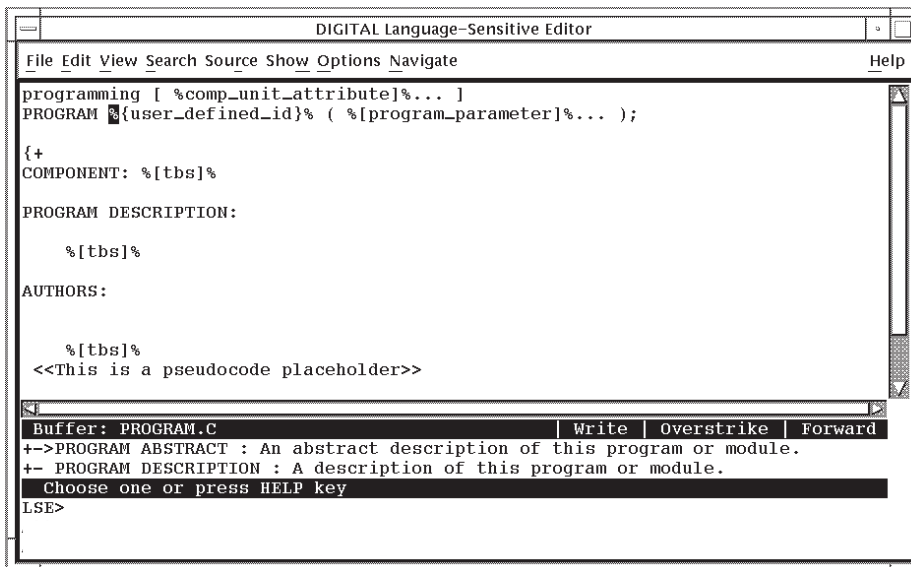 DIGITAL Language-Sensitive Editor
File Edit View Search Source Show Options Navigate Help
programming [ %comp_unit_attribute]%... ]
PROGRAM %{user_defined_id}% ( %[program_parameter]%... );
{+
COMPONENT: %[tbs]%
PROGRAM DESCRIPTION:
%[tbs]%
AUTHORS:
%[tbs]%
<<This is a pseudocode placeholder>>
Buffer: PROGRAM.C | Write | Overstrike | Forward
+->PROGRAM ABSTRACT : An abstract description of this program or module.
+- PROGRAM DESCRIPTION : A description of this program or module.
Choose one or press HELP key
LSE>